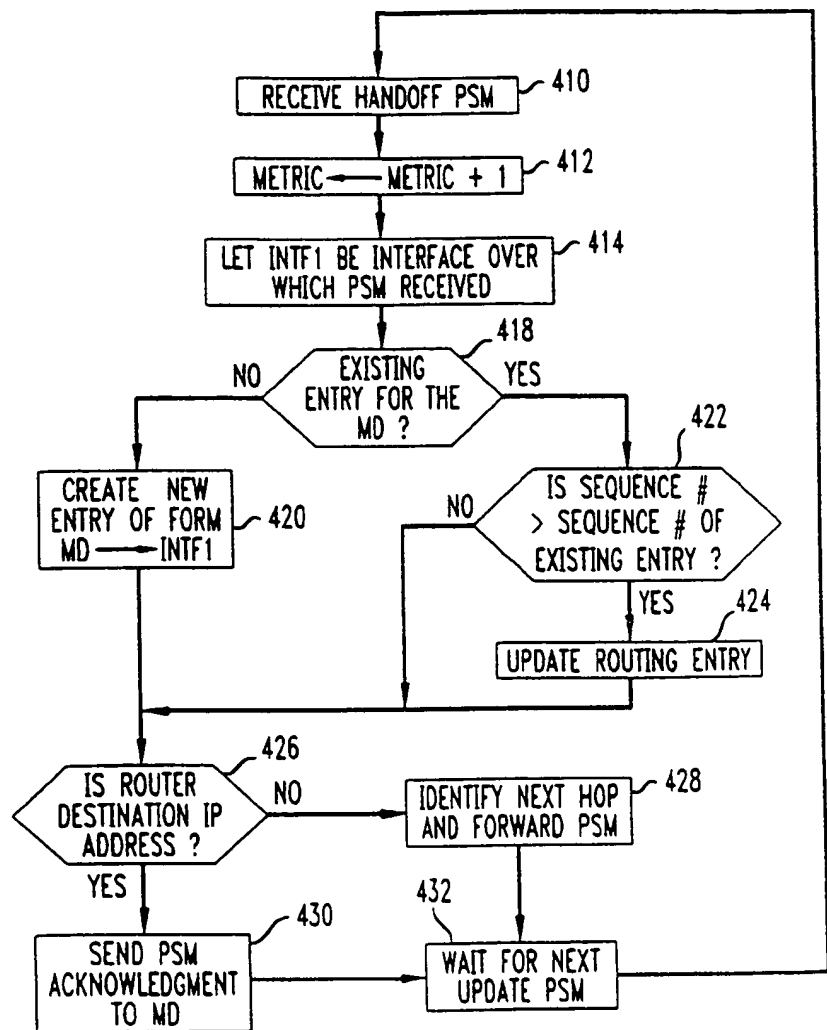 RECEIVE HANDOFF PSM
410
METRIC ← METRIC + 1
412
LET INTF1 BE INTERFACE OVER
WHICH PSM RECEIVED
414
418
NO
EXISTING
ENTRY FOR THE
MD ?
YES
422
CREATE NEW
ENTRY OF FORM
MD → INTF1
420
NO
IS SEQUENCE #
> SEQUENCE # OF
EXISTING ENTRY ?
YES
424
UPDATE ROUTING ENTRY
426
IS ROUTER
DESTINATION IP
ADDRESS ?
NO
IDENTIFY NEXT HOP
AND FORWARD PSM
428
YES
430
432
SEND PSM
ACKNOWLEDGMENT
TO MD
WAIT FOR NEXT
UPDATE PSM